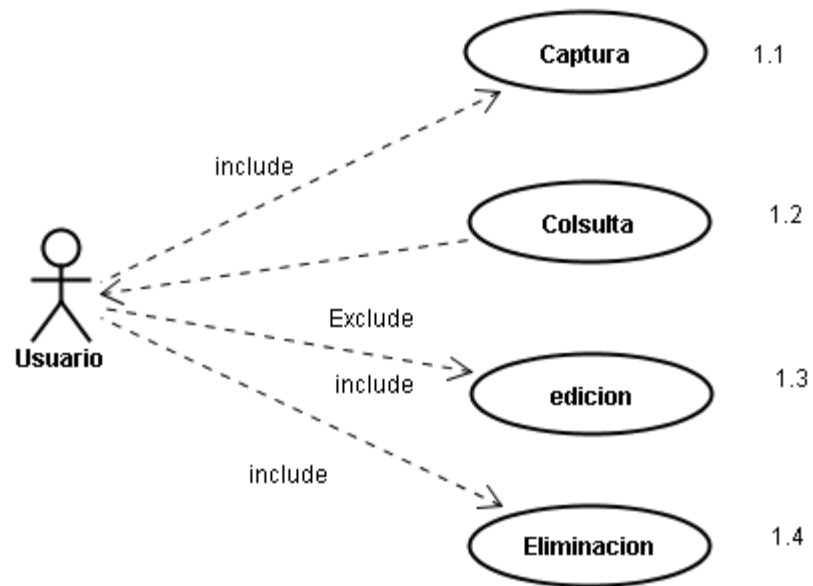 Captura
1.1
include
Colsulta
1.2
Exclude
Usuario
include
edicion
1.3
include
Eliminacion
1.4